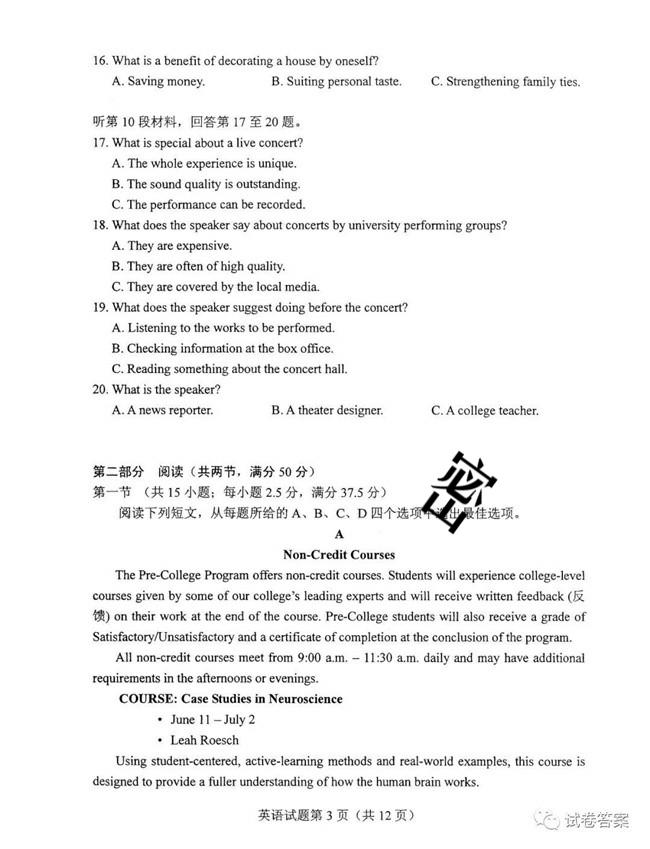 16. What is a benefit of decorating a house by oneself?
A. Saving money. B. Suiting personal taste. C. Strengthening family ties.
听第 10 段材料，回答第 17 至 20 题。
17. What is special about a live concert?
A. The whole experience is unique.
B. The sound quality is outstanding.
C. The performance can be recorded.
18. What does the speaker say about concerts by university performing groups?
A. They are expensive.
B. They are often of high quality.
C. They are covered by the local media.
19. What does the speaker suggest doing before the concert?
A. Listening to the works to be performed.
B. Checking information at the box office.
C. Reading something about the concert hall.
20. What is the speaker?
A. A news reporter. B. A theater designer. C. A college teacher.
第二部分 阅读（共两节，满分 50 分）
第一节 （共 15 小题；每小题 2.5 分，满分 37.5 分）
阅读下列短文，从每题所给的 A、B、C、D 四个选项中选出最佳选项。
密
A
Non-Credit Courses
The Pre-College Program offers non-credit courses. Students will experience college-level
courses given by some of our college's leading experts and will receive written feedback (反
馈) on their work at the end of the course. Pre-College students will also receive a grade of
Satisfactory/Unsatisfactory and a certificate of completion at the conclusion of the program.
All non-credit courses meet from 9:00 a.m. – 11:30 a.m. daily and may have additional
requirements in the afternoons or evenings.
COURSE: Case Studies in Neuroscience
• June 11 – July 2
• Leah Roesch
Using student-centered, active-learning methods and real-world examples, this course is
designed to provide a fuller understanding of how the human brain works.
英语试题第 3 页（共 12 页）
试卷答案